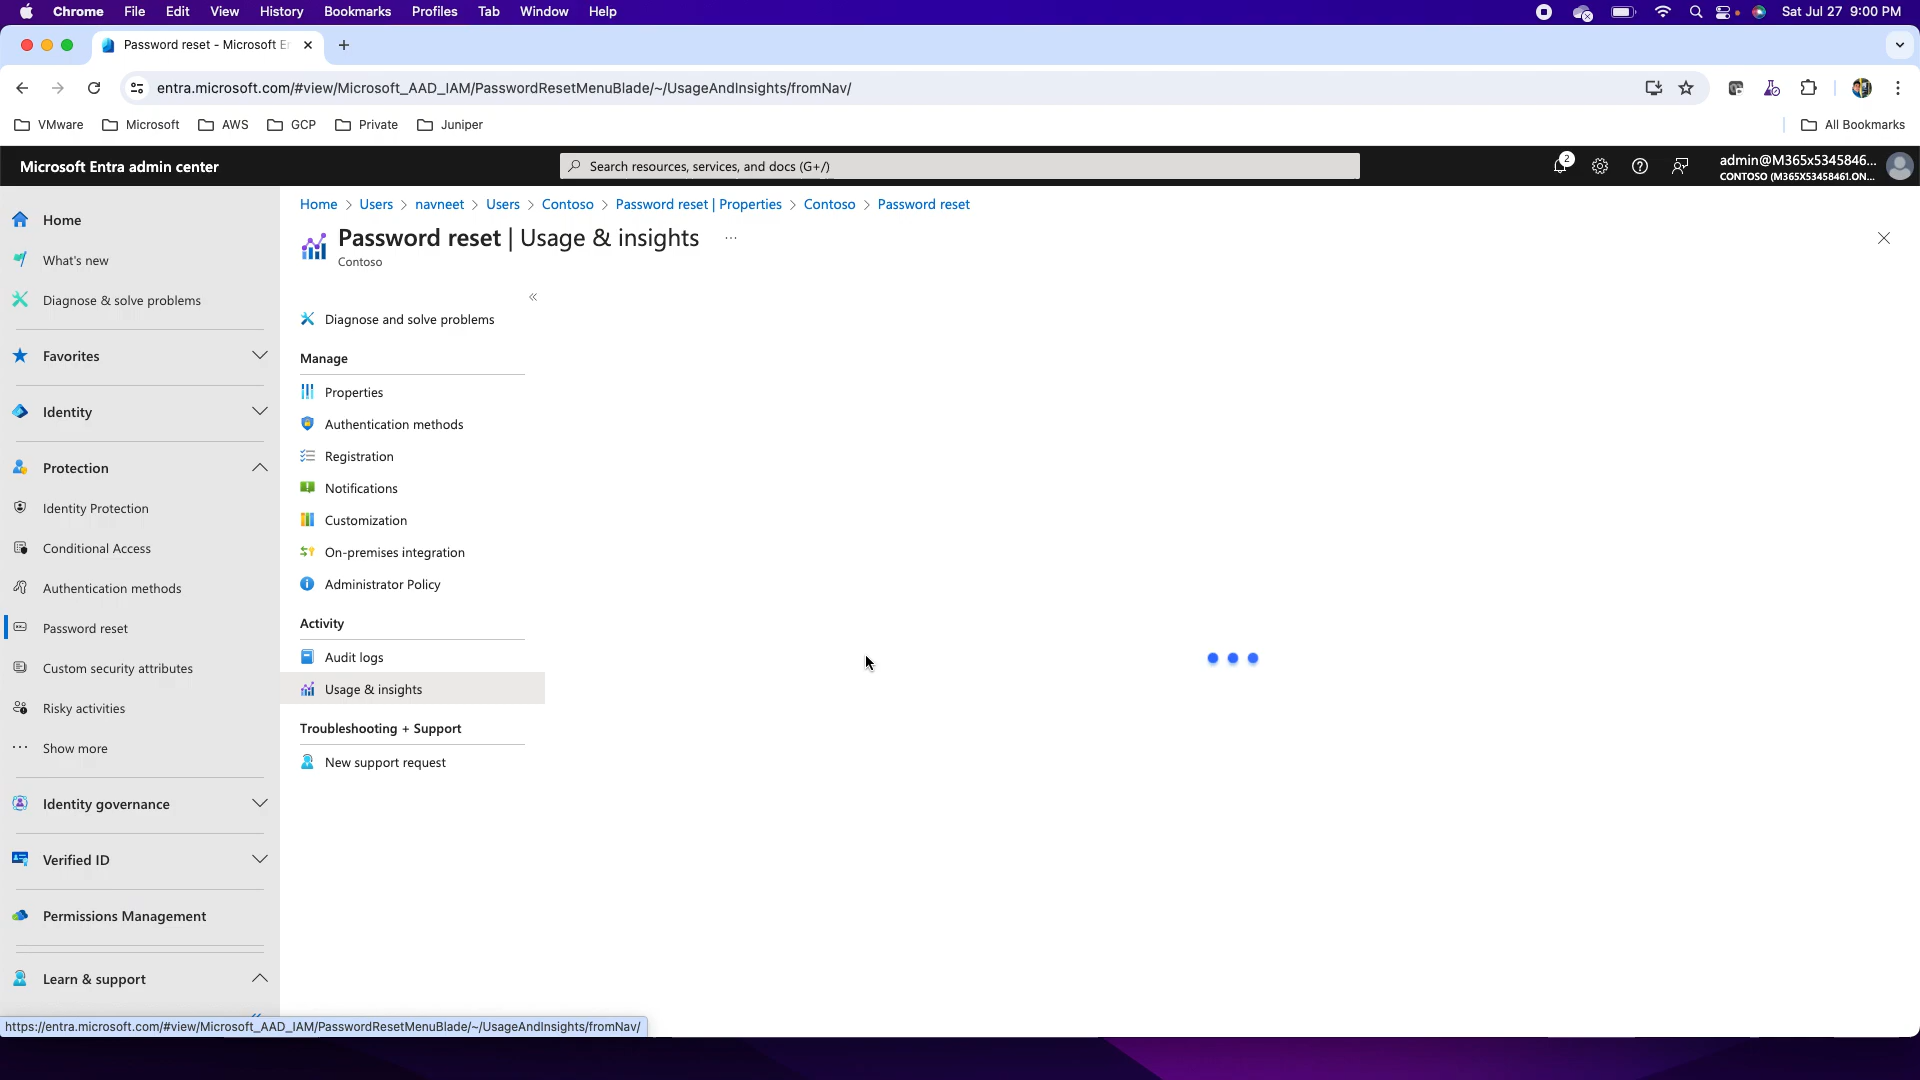 Chrome File Edit View History Bookmarks Profiles Tab Window Help Sat Jul 27 9:00 PM
Password reset - Microsoft E
entra.microsoft.com/#view/Microsoft_AAD_IAM/PasswordResetMenuBlade/~/UsageAndInsights/fromNav/
VMware Microsoft AWS GCP Private Juniper All Bookmarks
Microsoft Entra admin center
Search resources, services, and docs (G+/)
2
admin@M365x5345846...
CONTOSO (M365X53458461.ON...
Home > Users > navneet > Users > Contoso > Password reset | Properties > Contoso > Password reset
Password reset | Usage & insights ...
Contoso
Home
What's new
Diagnose & solve problems
Favorites
Identity
Protection
Identity Protection
Conditional Access
Authentication methods
Password reset
Custom security attributes
Risky activities
Show more
Identity governance
Verified ID
Permissions Management
Learn & support
Diagnose and solve problems
Manage
Properties
Authentication methods
Registration
Notifications
Customization
On-premises integration
Administrator Policy
Activity
Audit logs
Usage & insights
Troubleshooting + Support
New support request
https://entra.microsoft.com/#view/Microsoft_AAD_IAM/PasswordResetMenuBlade/~/UsageAndInsights/fromNav/